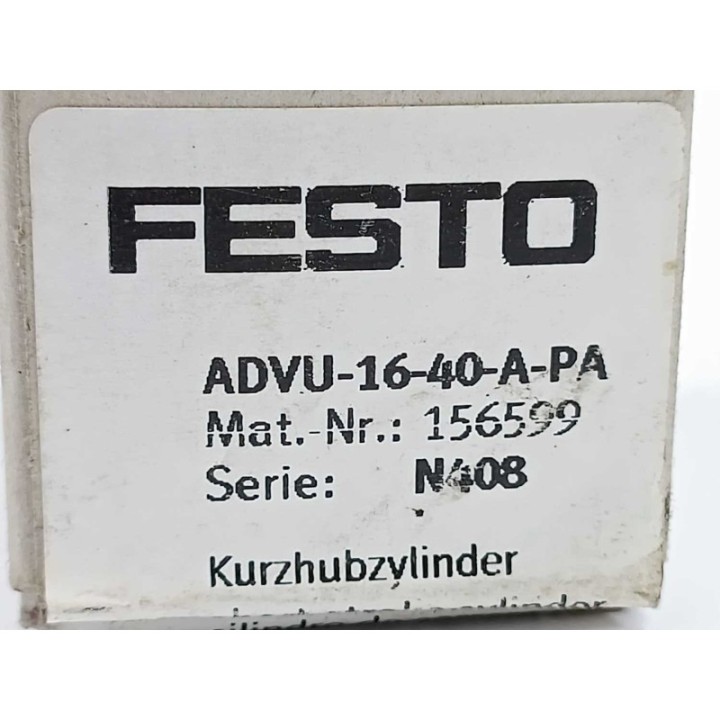 FESTO
ADVU-16-40-A-PA
Mat.-Nr.: 156599
Serie: N408
Kurzhubzylinder